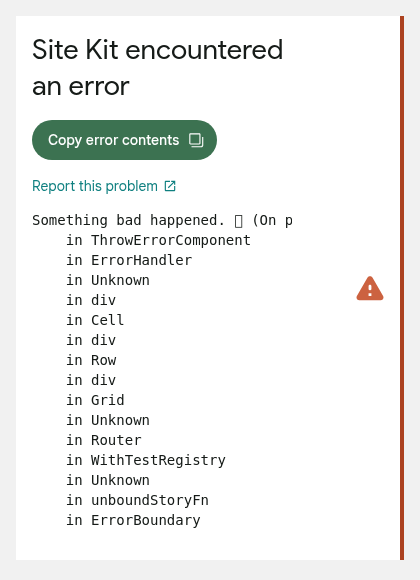 Site Kit encountered
an error
Copy error contents
Report this problem
Something bad happened. (On p
in ThrowErrorComponent
in ErrorHandler
in Unknown
in div
in Cell
in div
in Row
in div
in Grid
in Unknown
in Router
in WithTestRegistry
in Unknown
in unboundStoryFn
in ErrorBoundary